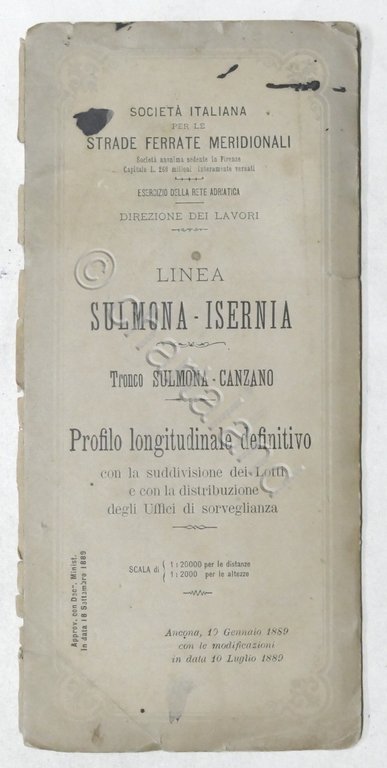 SOCIETÀ ITALIANA
PER LE
STRADE FERRATE MERIDIONALI
Società anonima sedente in Firenze
Capitale L. 260 milioni interamente versati
ESERCIZIO DELLA RETE ADRIATICA
DIREZIONE DEI LAVORI
LINEA
SULMONA - ISERNIA
Tronco SULMONA - CANZANO
Profilo longitudinale definitivo
con la suddivisione dei Lotti
e con la distribuzione
degli Uffici di sorveglianza
SCALA di { 1 : 20000 per le distanze
1 : 2000 per le altezze
Approv. con Dec.º Minist.
in data 18 Settembre 1889
Ancona, 19 Gennaio 1889
con le modificazioni
in data 10 Luglio 1889
© chartaland